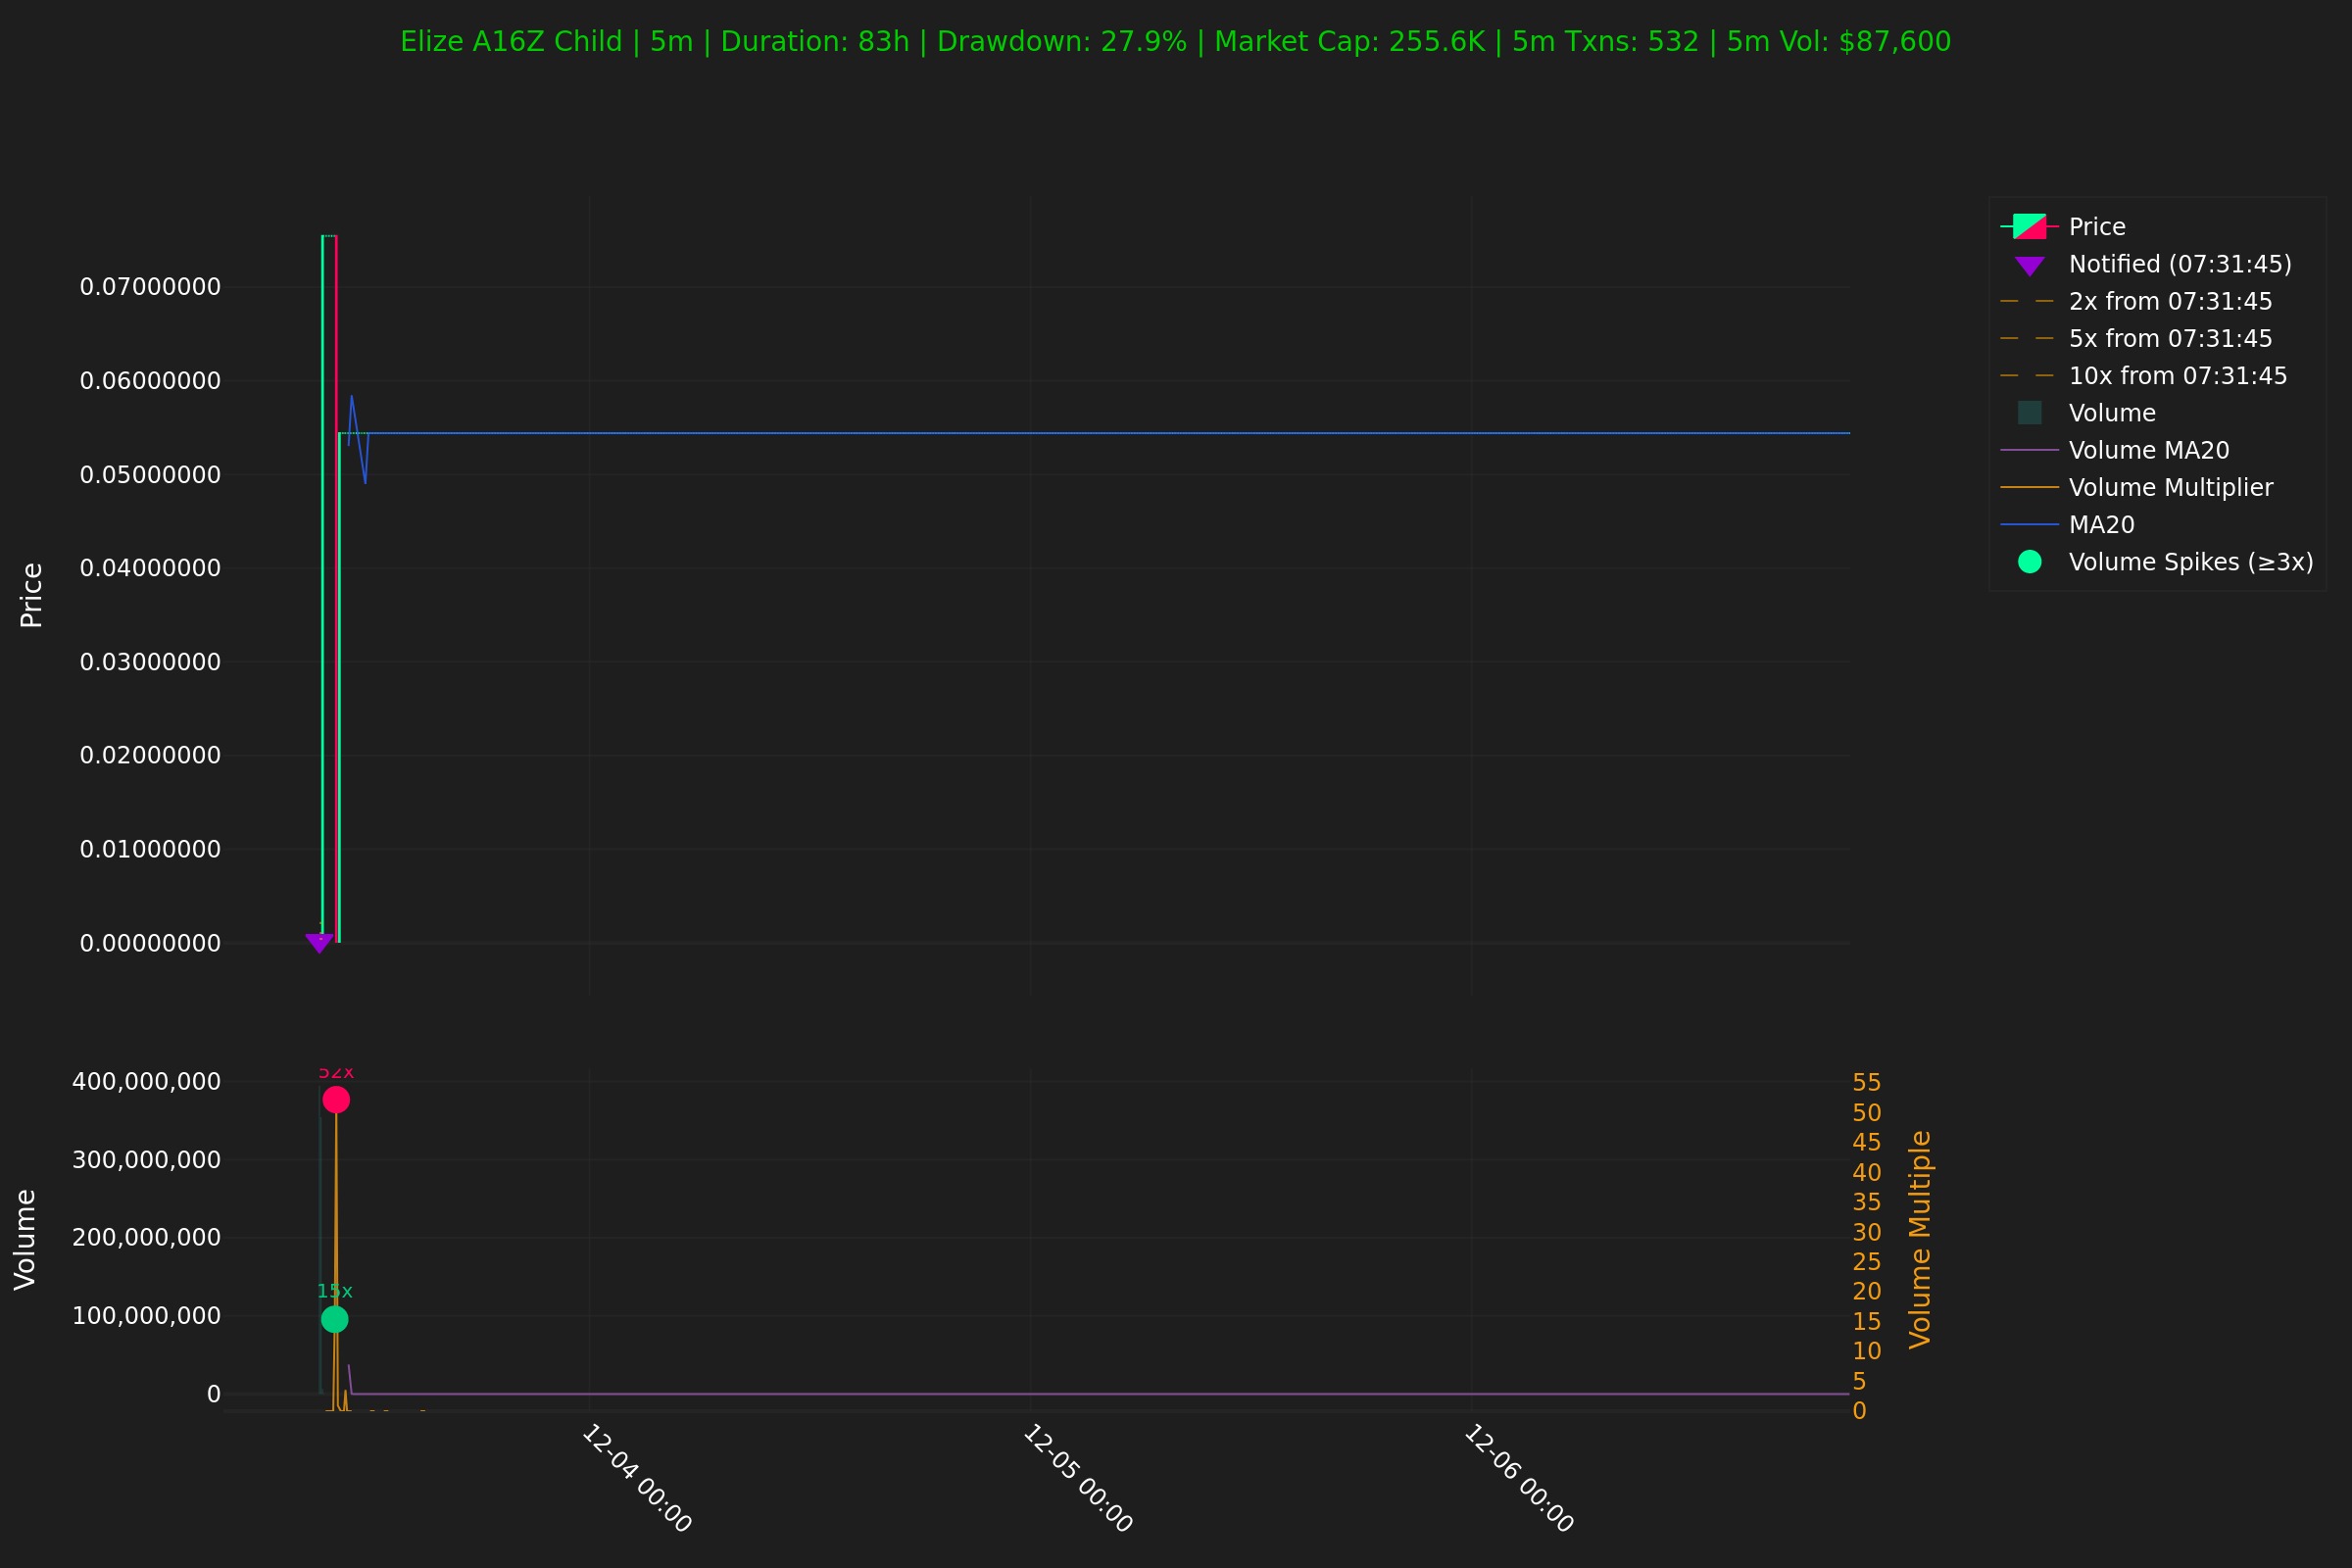 Elize A16Z Child | 5m | Duration: 83h | Drawdown: 27.9% | Market Cap: 255.6K | 5m Txns: 532 | 5m Vol: $87,600
Price
0.07000000
0.06000000
0.05000000
0.04000000
0.03000000
0.02000000
0.01000000
0.00000000
Price
Notified (07:31:45)
2x from 07:31:45
5x from 07:31:45
10x from 07:31:45
Volume
Volume MA20
Volume Multiplier
MA20
Volume Spikes (≥3x)
Volume
400,000,000
300,000,000
200,000,000
100,000,000
0
52x
15x
55
50
45
40
35
30
25
20
15
10
5
0
Volume Multiple
12-04 00:00
12-05 00:00
12-06 00:00